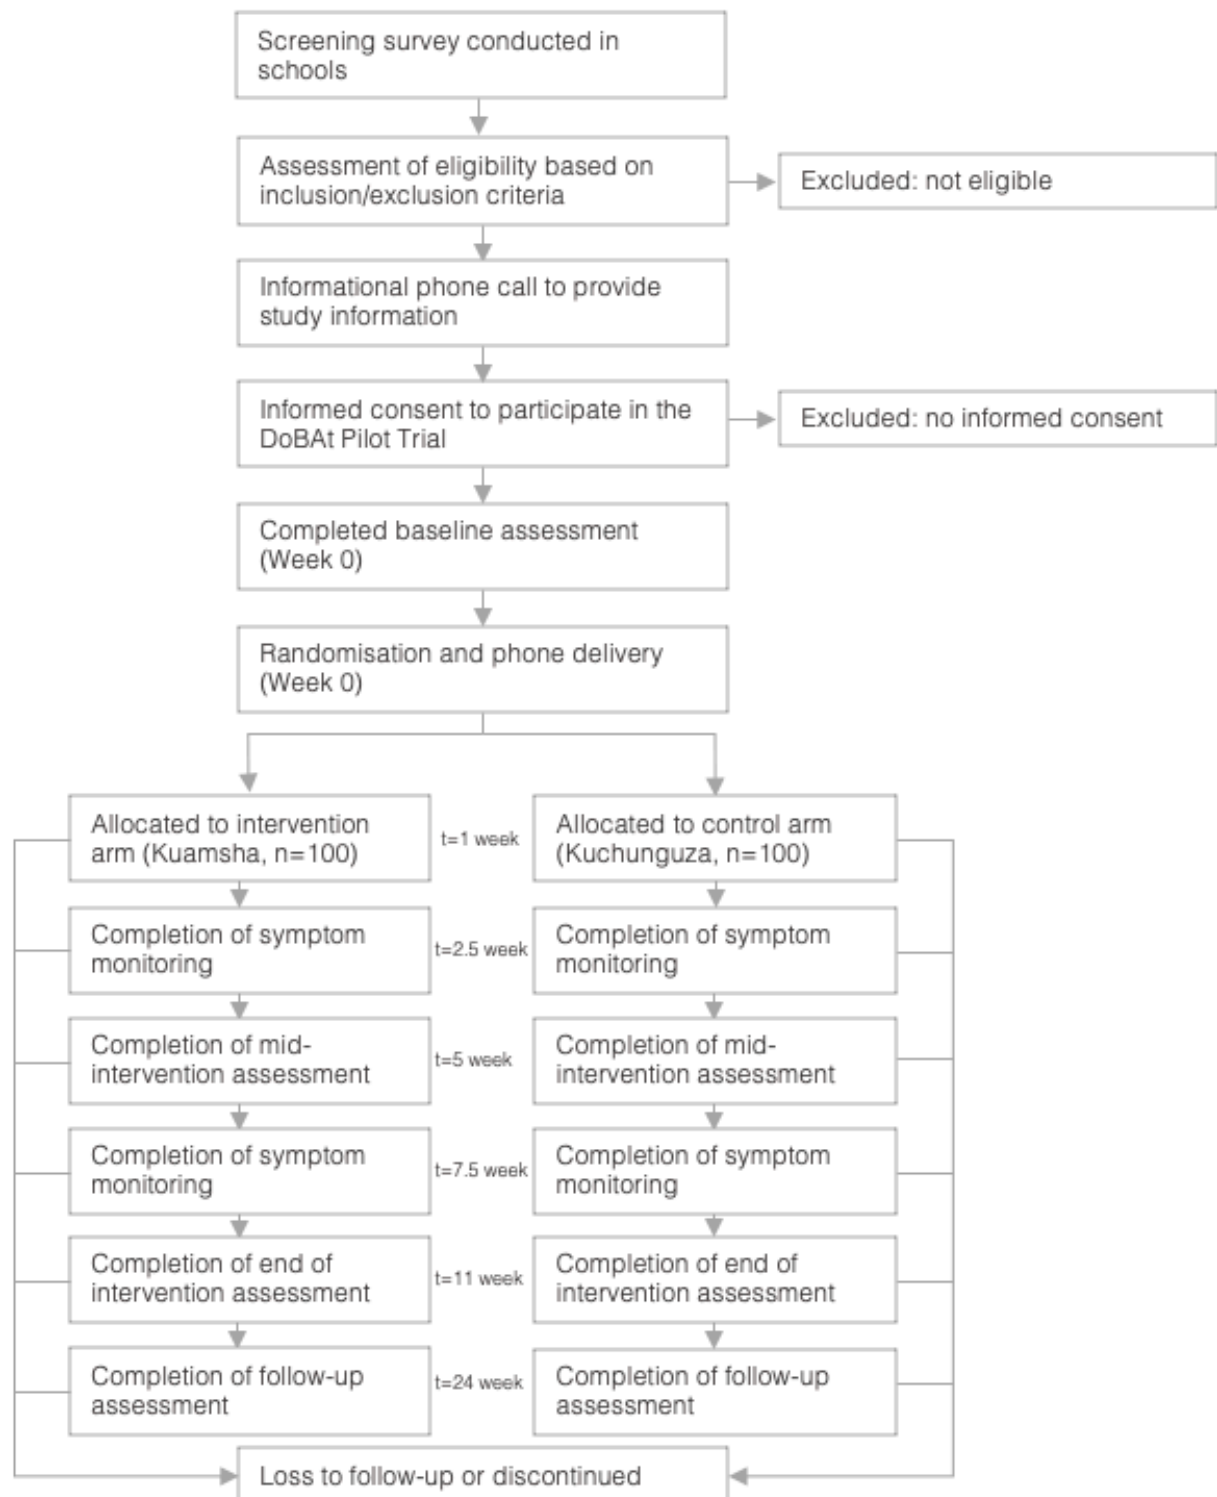 Screening survey conducted in
schools
Assessment of eligibility based on
inclusion/exclusion criteria
Excluded: not eligible
Informational phone call to provide
study information
Informed consent to participate in the
DoBAt Pilot Trial
Excluded: no informed consent
Completed baseline assessment
(Week 0)
Randomisation and phone delivery
(Week 0)
Allocated to intervention
arm (Kuamsha, n=100)
t=1 week
Allocated to control arm
(Kuchunguza, n=100)
Completion of symptom
monitoring
t=2.5 week
Completion of symptom
monitoring
Completion of mid-
intervention assessment
t=5 week
Completion of mid-
intervention assessment
Completion of symptom
monitoring
t=7.5 week
Completion of symptom
monitoring
Completion of end of
intervention assessment
t=11 week
Completion of end of
intervention assessment
Completion of follow-up
assessment
t=24 week
Completion of follow-up
assessment
Loss to follow-up or discontinued